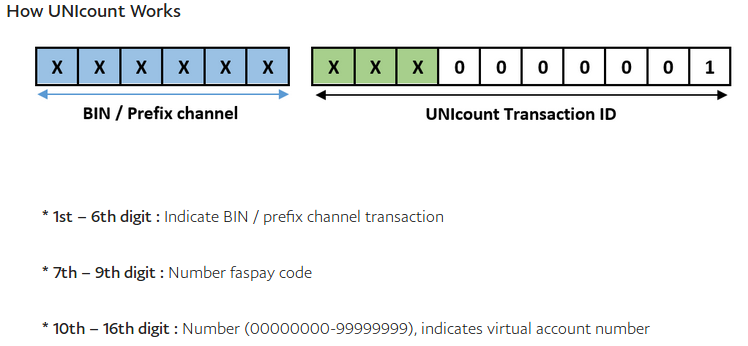 How UNIcount Works
X X X X X X X X X 0 0 0 0 0 0 1
BIN / Prefix channel UNIcount Transaction ID
* 1st – 6th digit : Indicate BIN / prefix channel transaction
* 7th – 9th digit : Number faspay code
* 10th – 16th digit : Number (00000000-99999999), indicates virtual account number